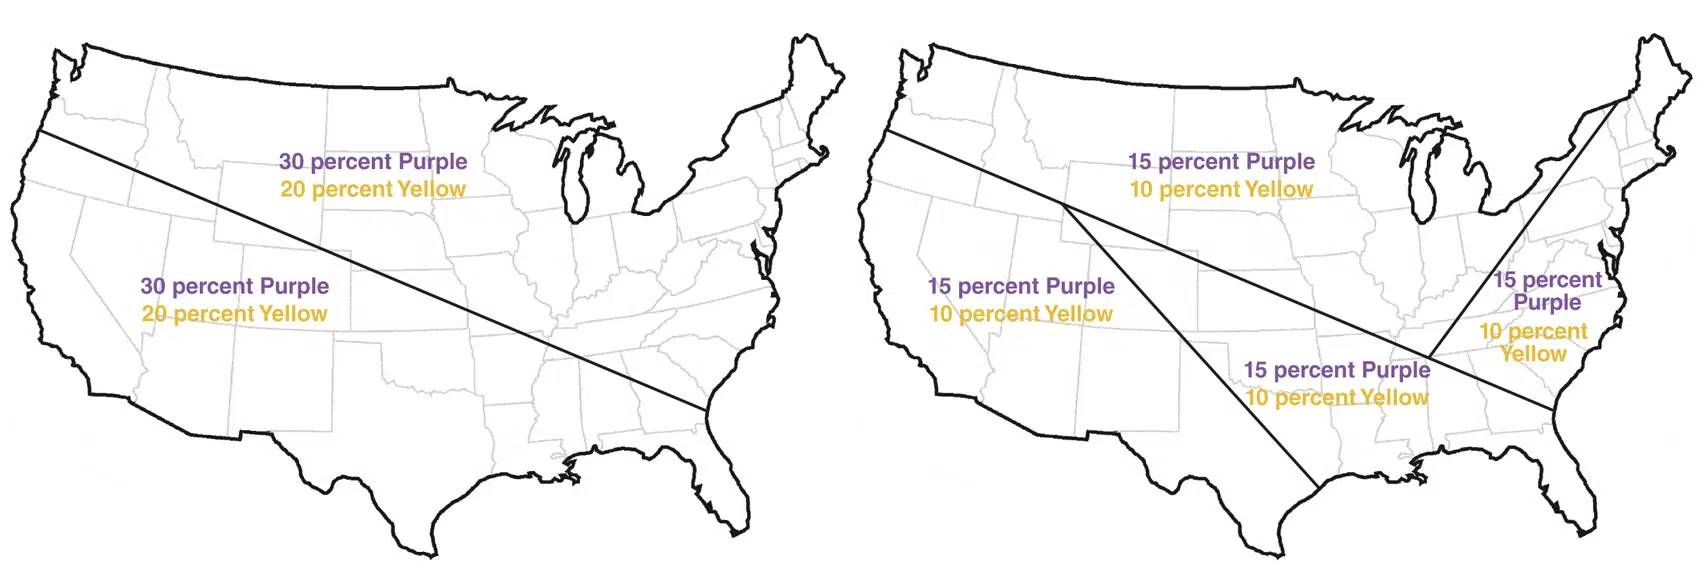 30 percent Purple
20 percent Yellow
30 percent Purple
20 percent Yellow
15 percent Purple
10 percent Yellow
15 percent Purple
10 percent Yellow
15 percent
Purple
10 percent
Yellow
15 percent Purple
10 percent Yellow